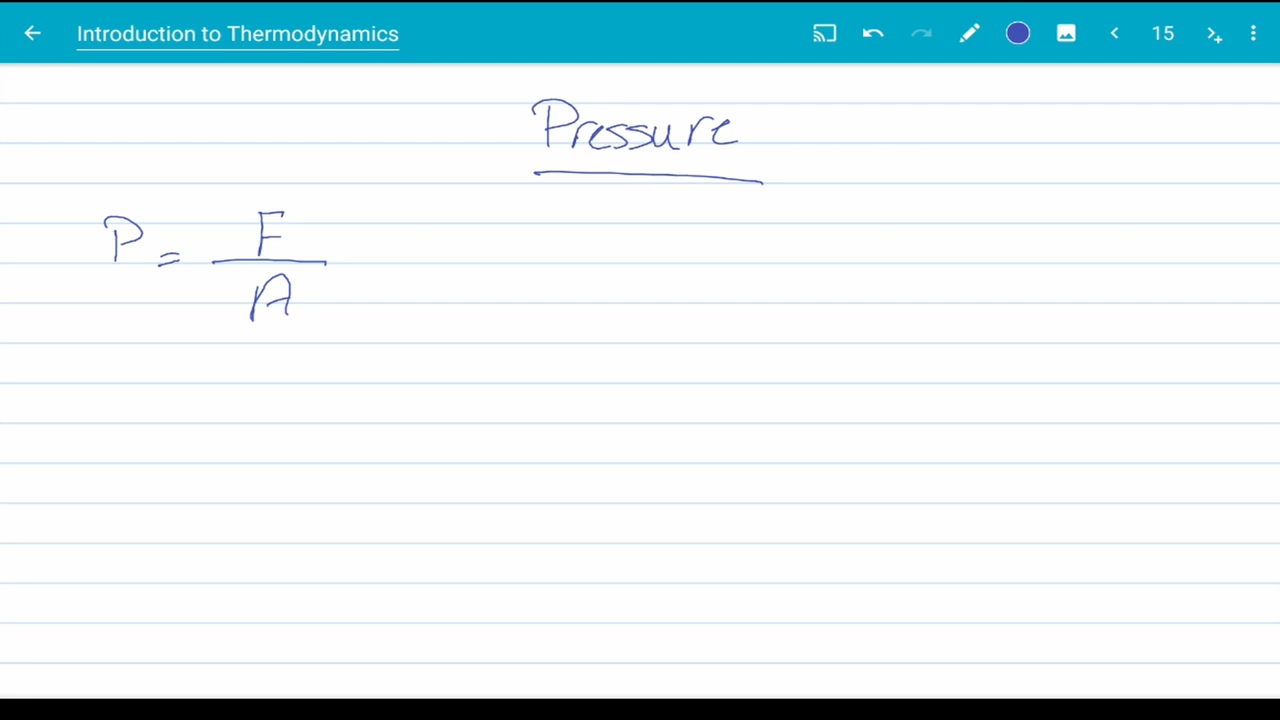 Introduction to Thermodynamics
15
Pressure
P = F
A